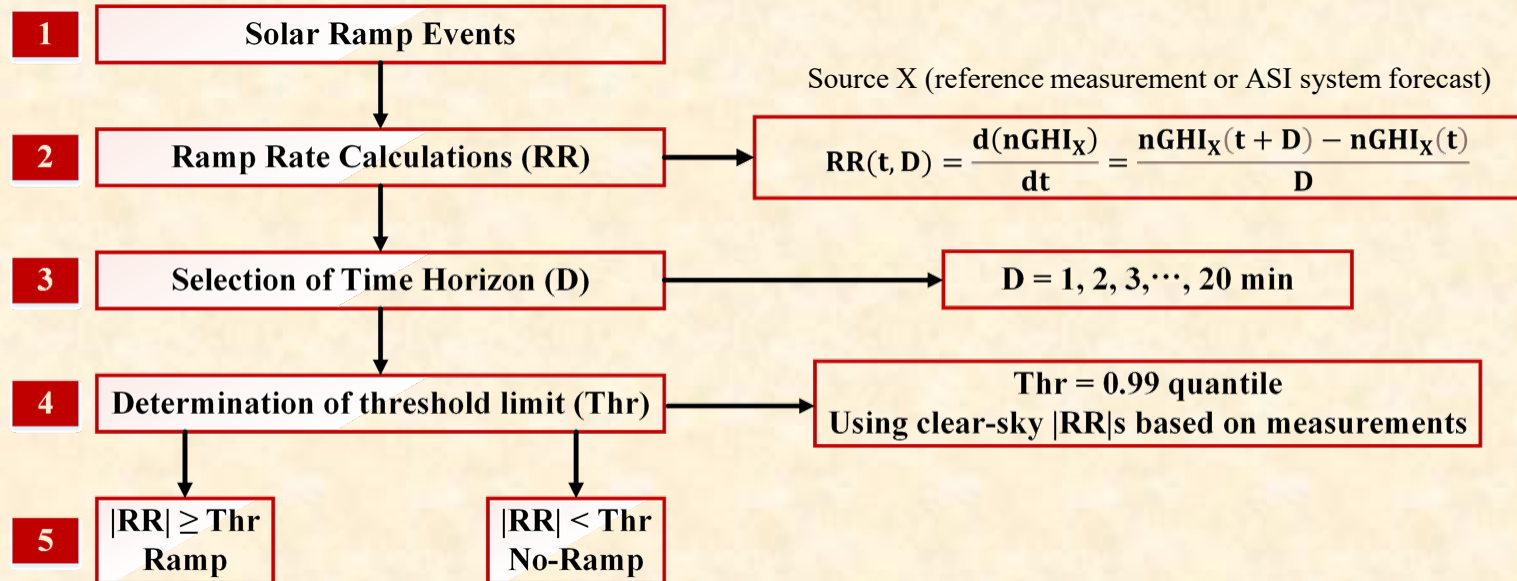 1
Solar Ramp Events
Source X (reference measurement or ASI system forecast)
2
Ramp Rate Calculations (RR)
RR(t, D) = d(nGHI_X)/dt = nGHI_X(t + D) − nGHI_X(t)/D
3
Selection of Time Horizon (D)
D = 1, 2, 3,⋯, 20 min
4
Determination of threshold limit (Thr)
Thr = 0.99 quantile
Using clear-sky |RR|s based on measurements
5
|RR| ≥ Thr
Ramp
|RR| < Thr
No-Ramp